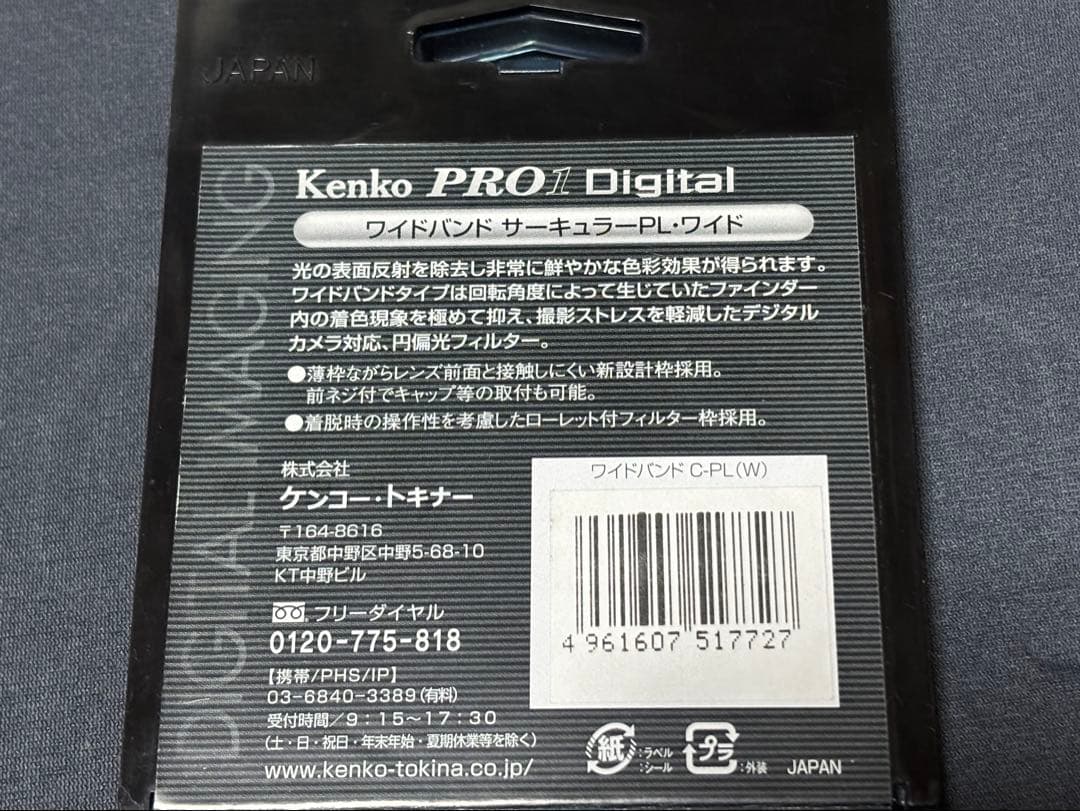 JAPAN
DIGITAL IMAGING
Kenko PRO1 Digital
ワイドバンド サーキュラーPL・ワイド
光の表面反射を除去し非常に鮮やかな色彩効果が得られます。
ワイドバンドタイプは回転角度によって生じていたファインダー
内の着色現象を極めて抑え、撮影ストレスを軽減したデジタル
カメラ対応、円偏光フィルター。
●薄枠ながらレンズ前面と接触しにくい新設計枠採用。
前ネジ付でキャップ等の取付も可能。
●着脱時の操作性を考慮したローレット付フィルター枠採用。
株式会社
ケンコー・トキナー
〒164-8616
東京都中野区中野5-68-10
KT中野ビル
フリーダイヤル
0120-775-818
【携帯/PHS/IP】
03-6840-3389(有料)
受付時間/9:15~17:30
(土・日・祝日・年末年始・夏期休業等を除く)
www.kenko-tokina.co.jp/
ワイドバンド C-PL(W)
4 961607 517727
紙 :ラベル
:シール
プラ :外装
JAPAN